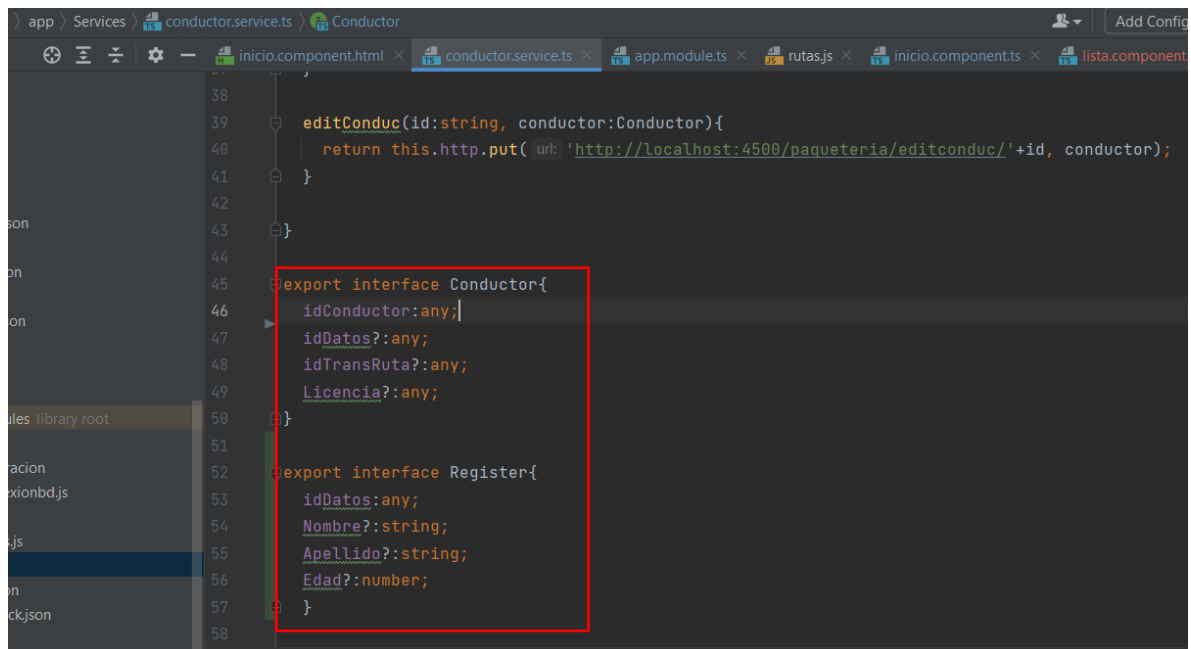 app 〉 Services 〉 conductor.service.ts 〉 Conductor Add Config
inicio.component.html × conductor.service.ts × app.module.ts × rutas.js × inicio.component.ts × lista.component.
38
39 editConduc(id:string, conductor:Conductor){
40 return this.http.put( url: 'http://localhost:4500/paqueteria/editconduc/'+id, conductor);
41 }
42
43 }
44
45 export interface Conductor{
46 idConductor:any;
47 idDatos?:any;
48 idTransRuta?:any;
49 Licencia?:any;
50 }
51
52 export interface Register{
53 idDatos:any;
54 Nombre?:string;
55 Apellido?:string;
56 Edad?:number;
57 }
58
son
on
son
ules library root
racion
exionbd.js
s.js
on
ck.json